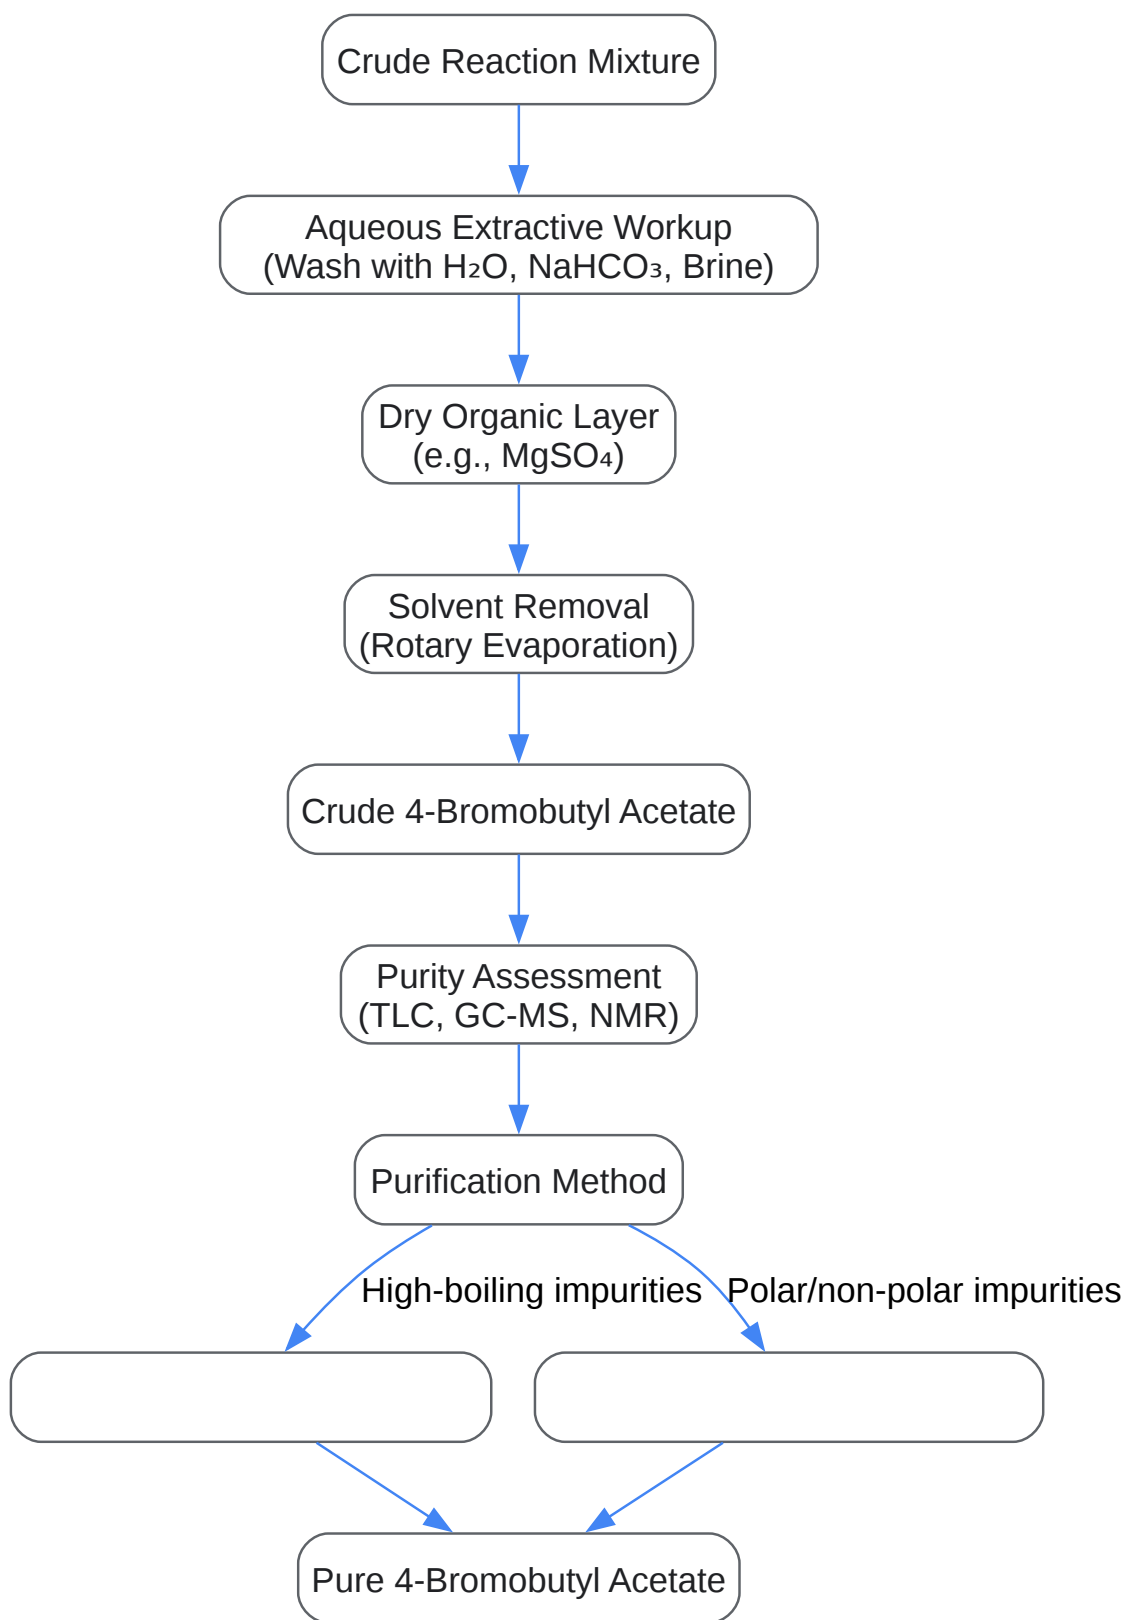 Crude Reaction Mixture
Aqueous Extractive Workup
(Wash with H₂O, NaHCO₃, Brine)
Dry Organic Layer
(e.g., MgSO₄)
Solvent Removal
(Rotary Evaporation)
Crude 4-Bromobutyl Acetate
Purity Assessment
(TLC, GC-MS, NMR)
Purification Method
High-boiling impurities
Polar/non-polar impurities
Pure 4-Bromobutyl Acetate